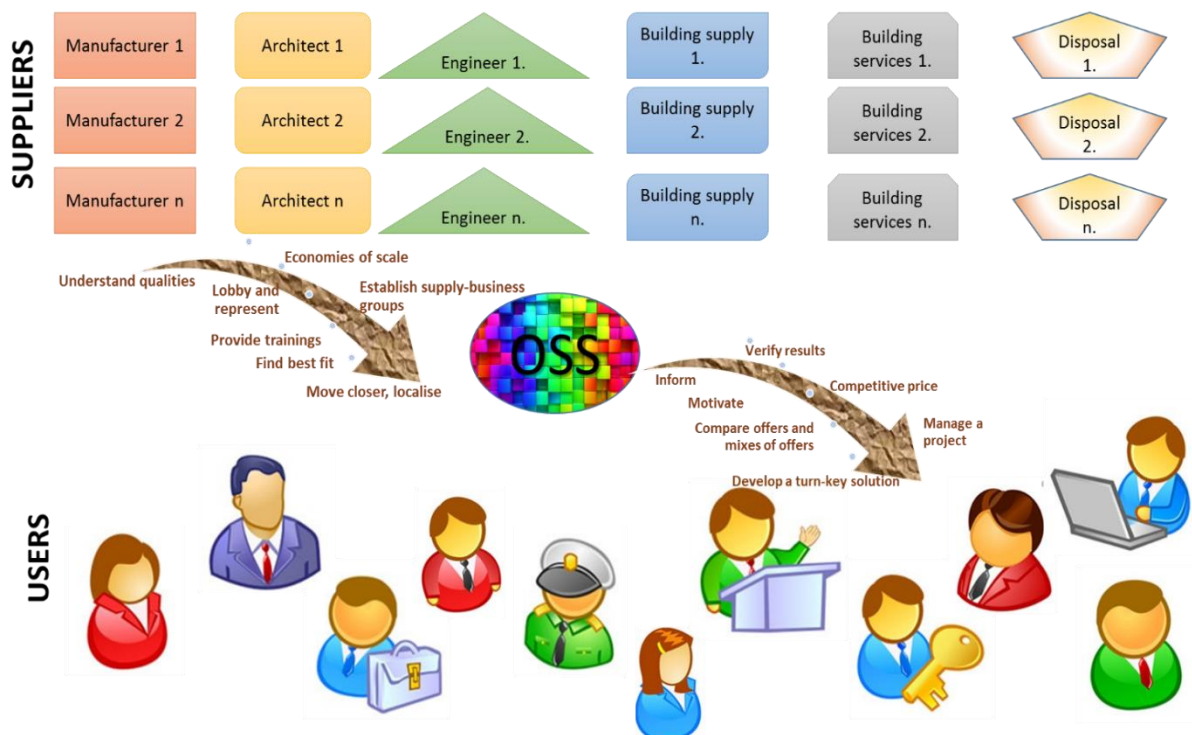 SUPPLIERS
Manufacturer 1
Architect 1
Engineer 1.
Building supply
1.
Building
services 1.
Disposal
1.
Manufacturer 2
Architect 2
Engineer 2.
Building supply
2.
Building
services 2.
Disposal
2.
Manufacturer n
Architect n
Engineer n.
Building supply
n.
Building
services n.
Disposal
n.
Understand qualities
Economies of scale
Lobby and
represent
Establish supply-business
groups
Provide trainings
Find best fit
Move closer, localise
OSS
Verify results
Inform
Competitive price
Motivate
Compare offers and
mixes of offers
Manage a
project
Develop a turn-key solution
USERS